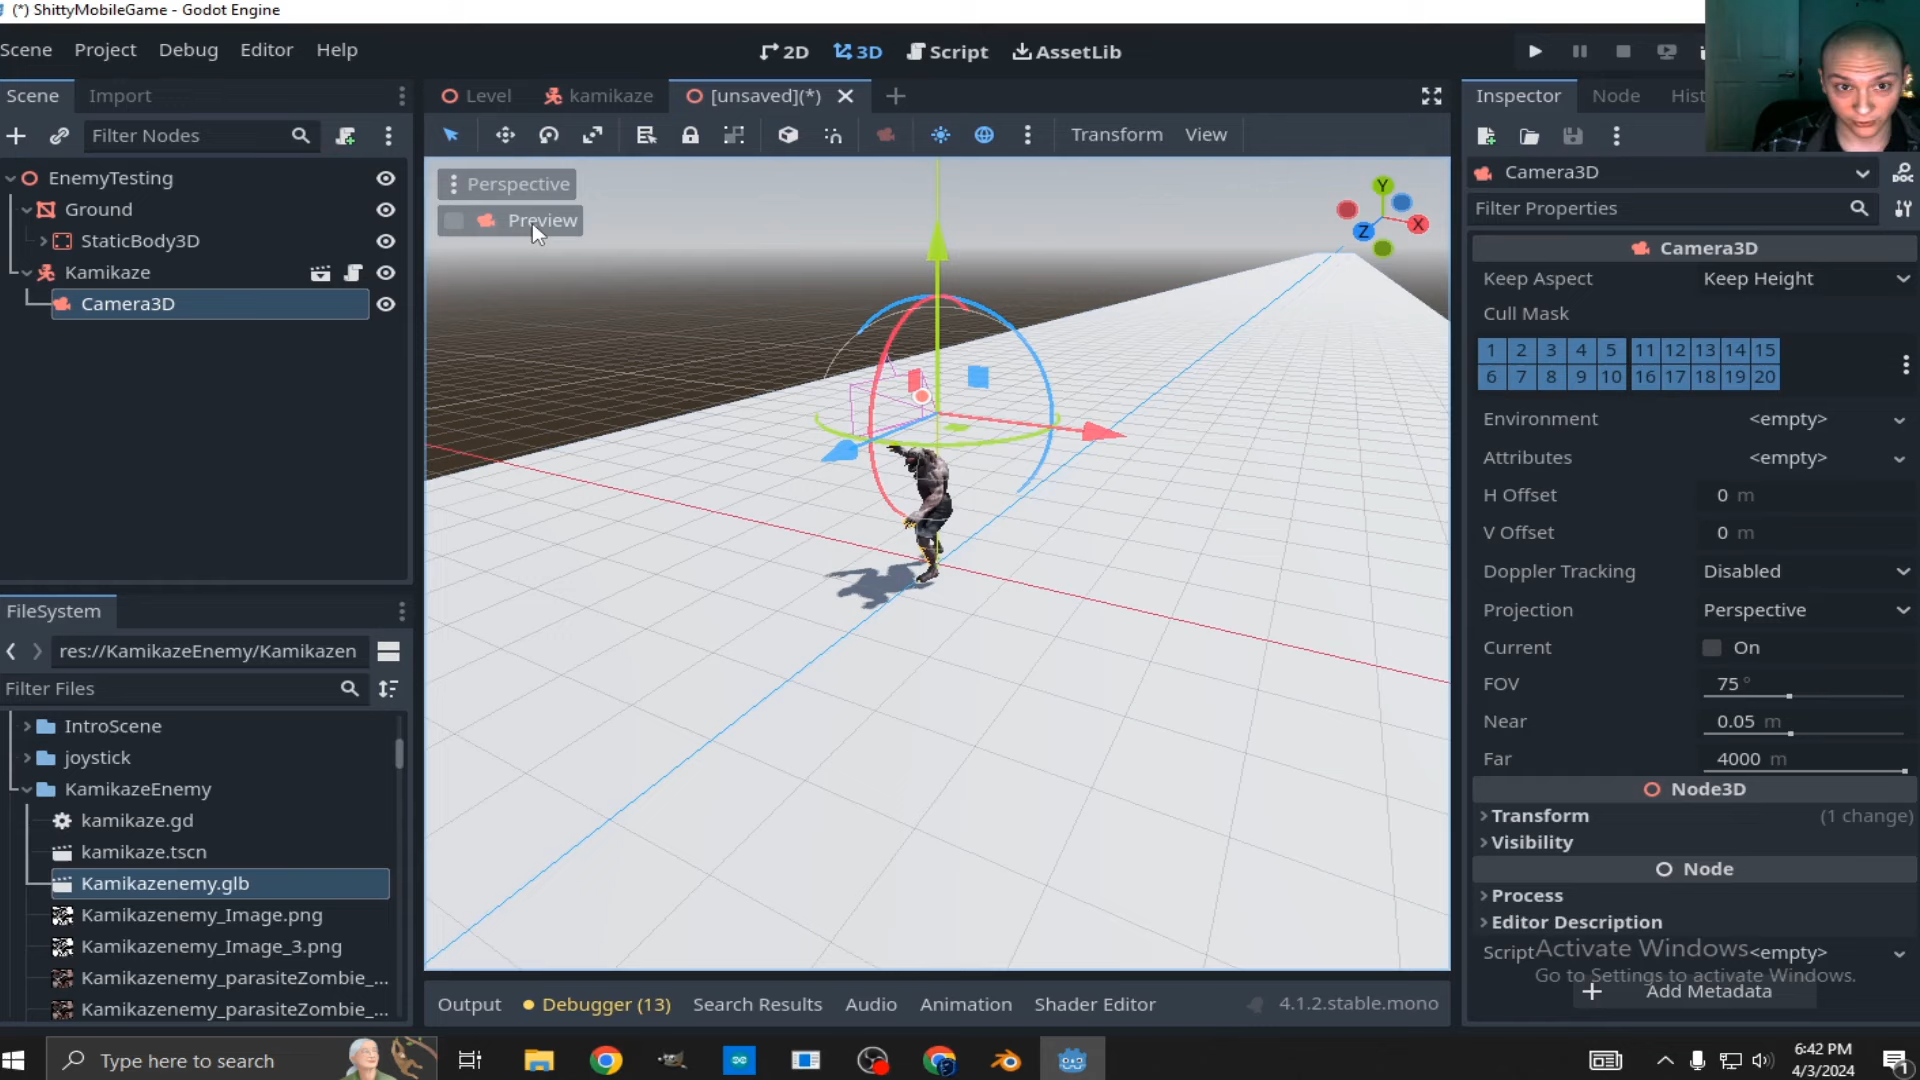 (*) ShittyMobileGame - Godot Engine
Scene Project Debug Editor Help
2D 3D Script AssetLib
Scene Import
Level kamikaze [unsaved](*)
Inspector Node Hist
Filter Nodes
Transform View
EnemyTesting
Ground
StaticBody3D
Kamikaze
Camera3D
Perspective
Preview
Y
X
Z
Camera3D
Filter Properties
Camera3D
Keep Aspect Keep Height
Cull Mask
1 2 3 4 5 11 12 13 14 15
6 7 8 9 10 16 17 18 19 20
Environment <empty>
Attributes <empty>
H Offset 0 m
V Offset 0 m
Doppler Tracking Disabled
Projection Perspective
Current On
FOV 75 °
Near 0.05 m
Far 4000 m
Node3D
Transform (1 change)
Visibility
Node
Process
Editor Description
Script <empty>
Add Metadata
Activate Windows
Go to Settings to activate Windows.
FileSystem
res://KamikazeEnemy/Kamikazen
Filter Files
IntroScene
joystick
KamikazeEnemy
kamikaze.gd
kamikaze.tscn
Kamikazenemy.glb
Kamikazenemy_Image.png
Kamikazenemy_Image_3.png
Kamikazenemy_parasiteZombie_...
Kamikazenemy_parasiteZombie_...
Output Debugger (13) Search Results Audio Animation Shader Editor 4.1.2.stable.mono
Type here to search
6:42 PM
4/3/2024
1